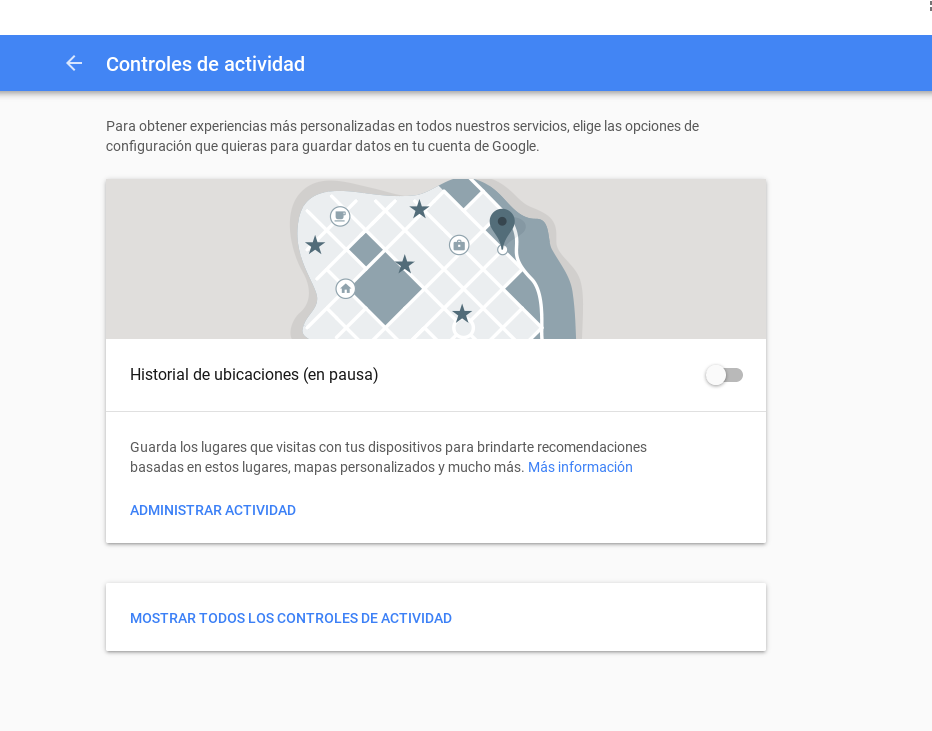 Controles de actividad
Para obtener experiencias más personalizadas en todos nuestros servicios, elige las opciones de
configuración que quieras para guardar datos en tu cuenta de Google.
Historial de ubicaciones (en pausa)
Guarda los lugares que visitas con tus dispositivos para brindarte recomendaciones
basadas en estos lugares, mapas personalizados y mucho más. Más información
ADMINISTRAR ACTIVIDAD
MOSTRAR TODOS LOS CONTROLES DE ACTIVIDAD